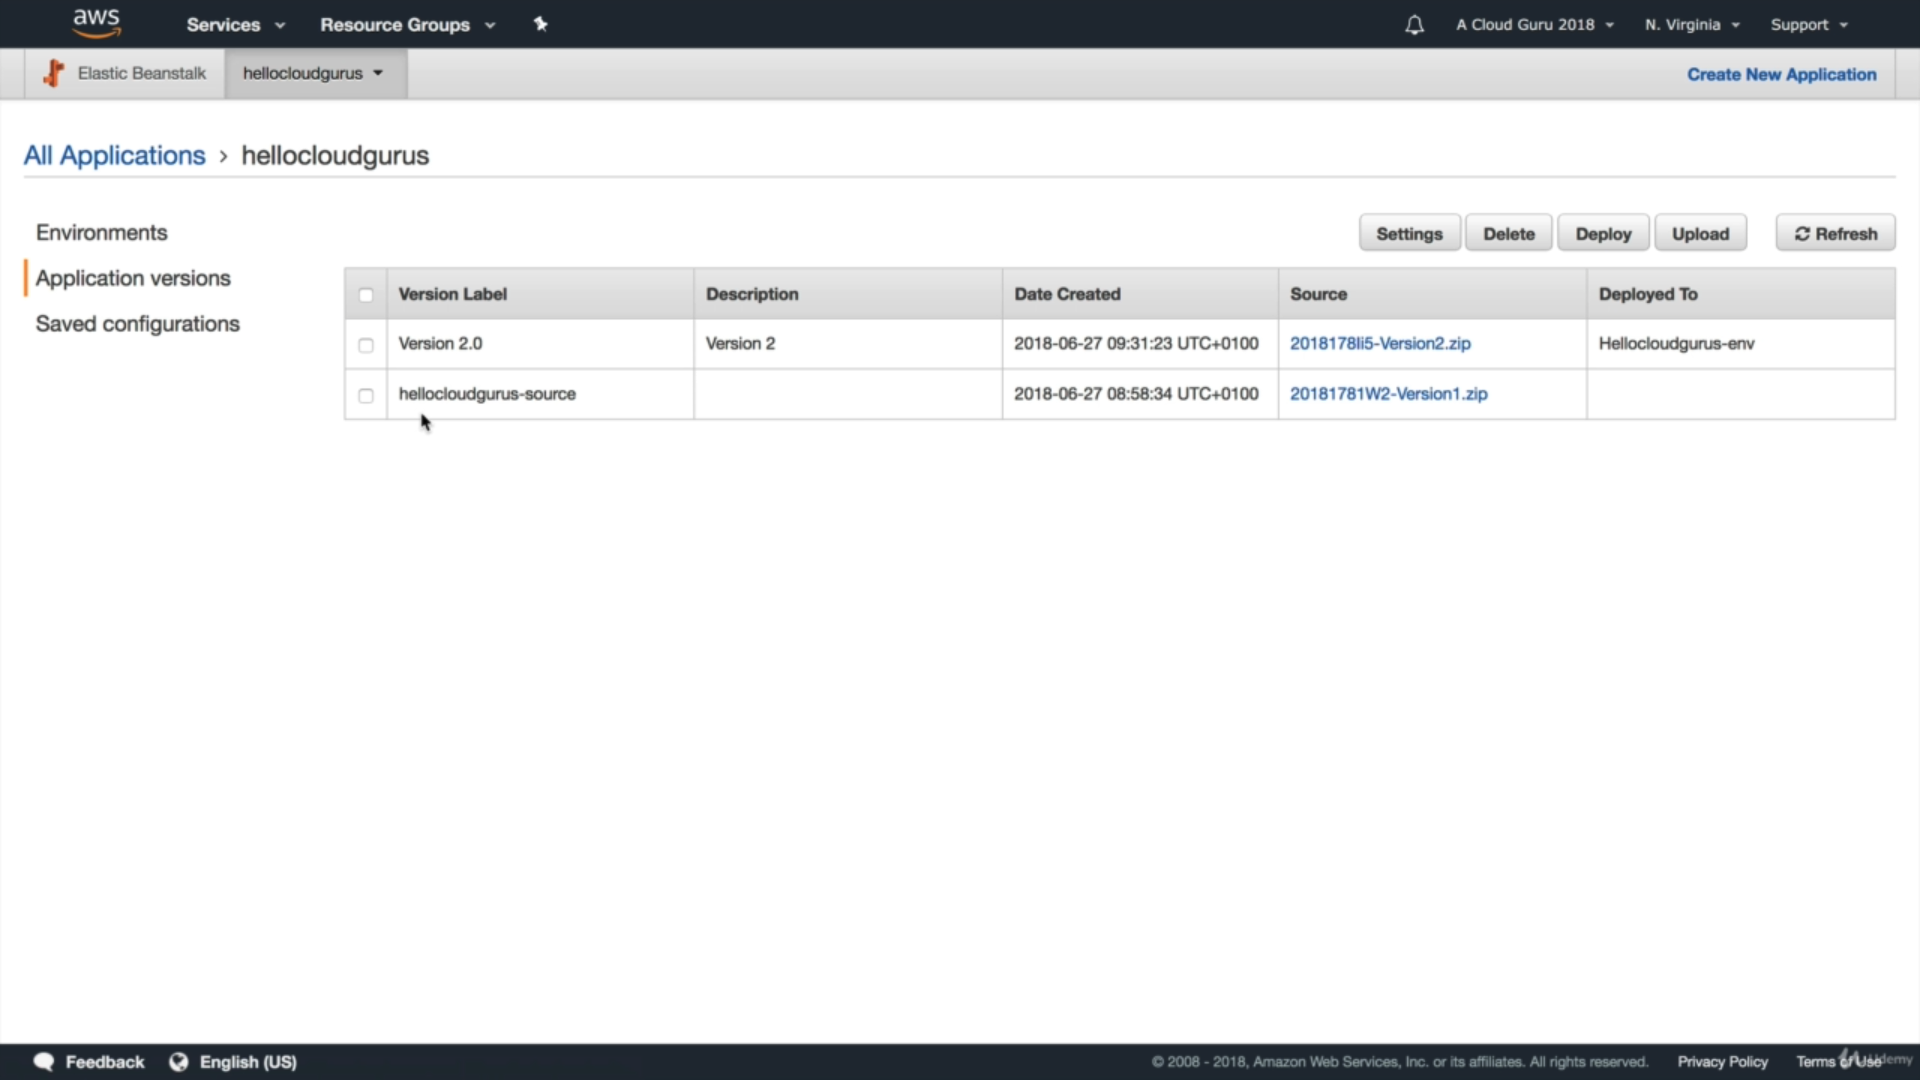 aws Services Resource Groups A Cloud Guru 2018 N. Virginia Support
Elastic Beanstalk hellocloudgurus Create New Application
All Applications › hellocloudgurus
Environments
Application versions
Saved configurations
Settings Delete Deploy Upload Refresh
Version Label Description Date Created Source Deployed To
Version 2.0 Version 2 2018-06-27 09:31:23 UTC+0100 2018178li5-Version2.zip Hellocloudgurus-env
hellocloudgurus-source 2018-06-27 08:58:34 UTC+0100 20181781W2-Version1.zip
Feedback English (US) © 2008 - 2018, Amazon Web Services, Inc. or its affiliates. All rights reserved. Privacy Policy Terms of Use